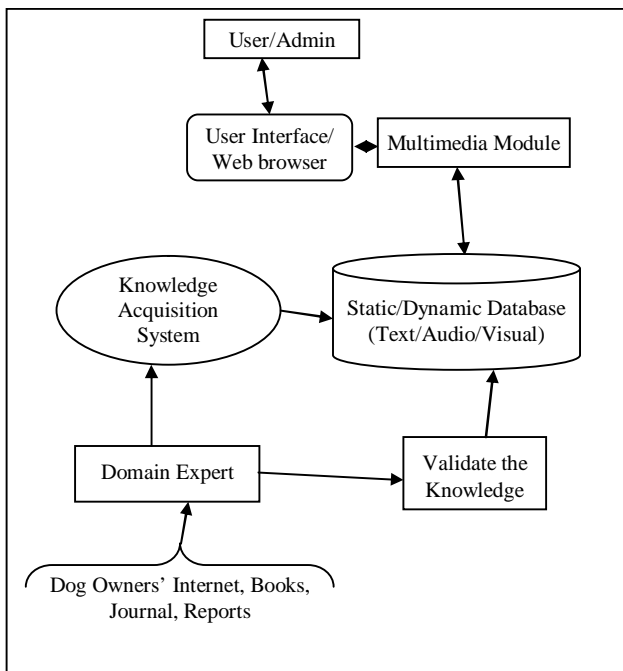 User/Admin
User Interface/
Web browser
Multimedia Module
Knowledge
Acquisition
System
Static/Dynamic Database
(Text/Audio/Visual)
Domain Expert
Validate the
Knowledge
Dog Owners’ Internet, Books,
Journal, Reports